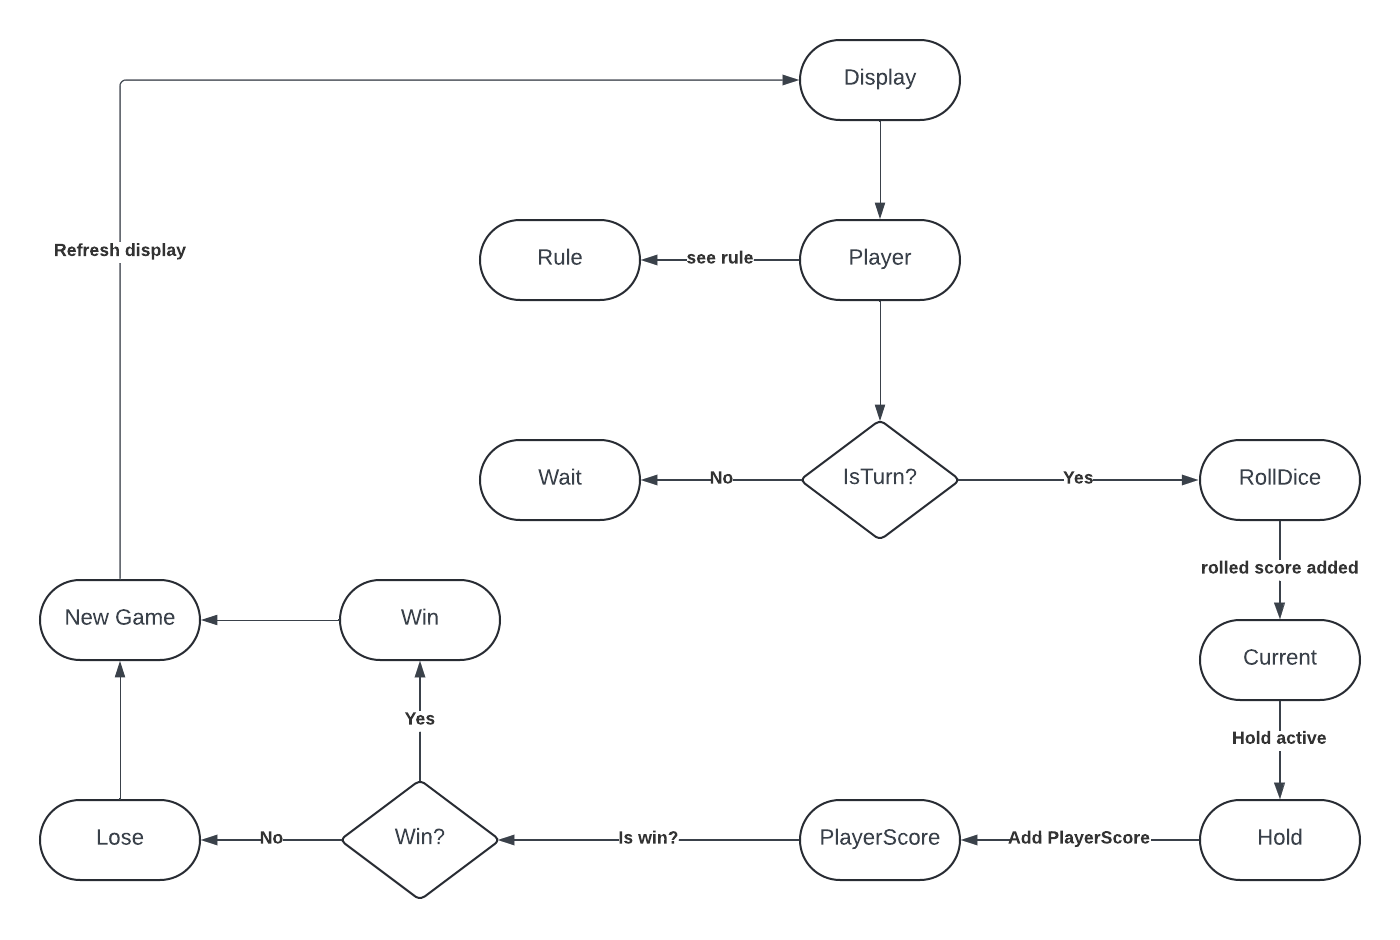 Display
Refresh display
Rule
see rule
Player
Wait
No
IsTurn?
Yes
RollDice
rolled score added
New Game
Win
Current
Yes
Hold active
Lose
No
Win?
Is win?
PlayerScore
Add PlayerScore
Hold